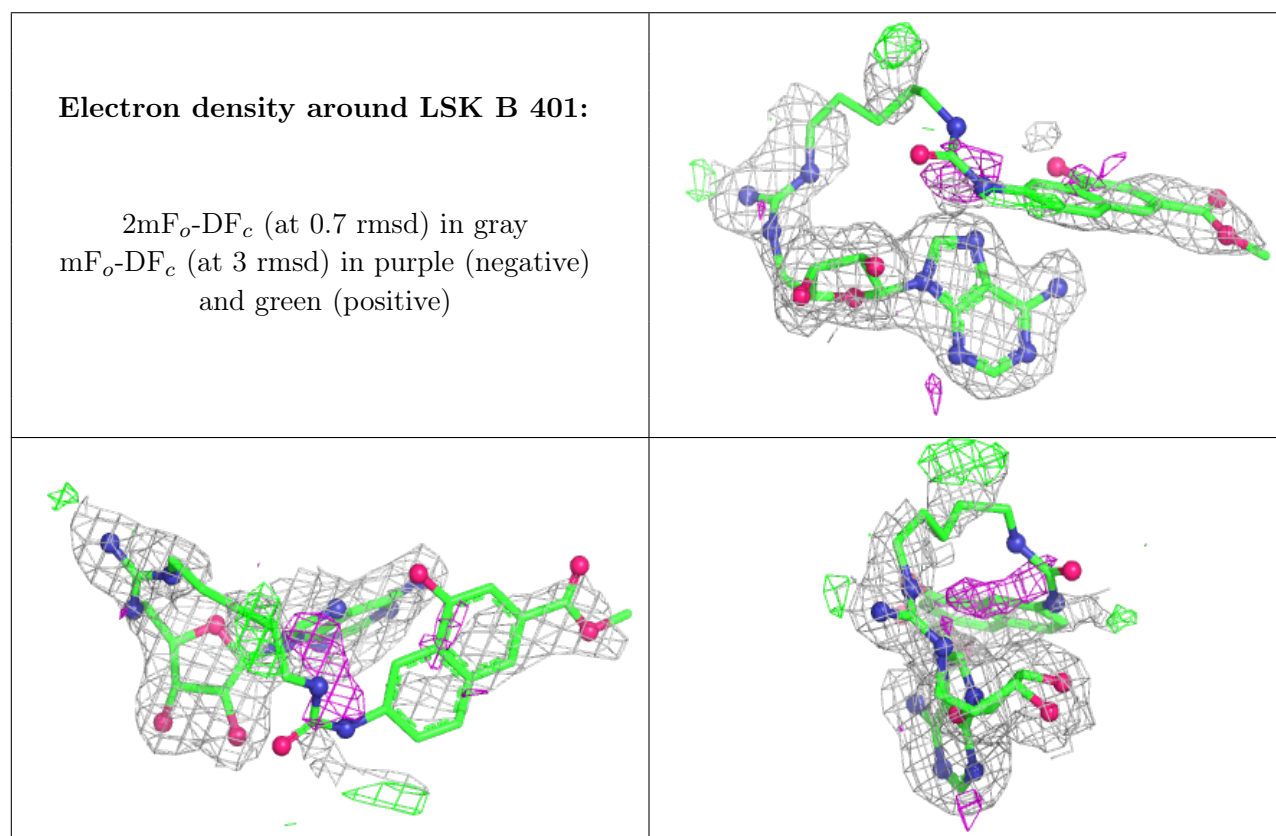 Electron density around LSK B 401:
2mFo-DFc (at 0.7 rmsd) in gray
mFo-DFc (at 3 rmsd) in purple (negative)
and green (positive)